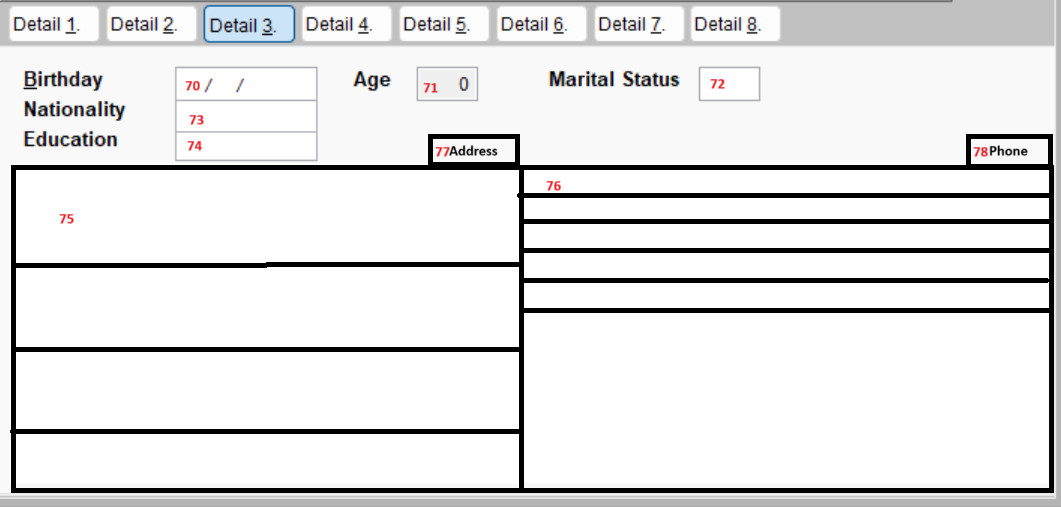 Detail 1. Detail 2. Detail 3. Detail 4. Detail 5. Detail 6. Detail 7. Detail 8.
Birthday 70 / / Age 71 0 Marital Status 72
Nationality 73
Education 74
77Address 78Phone
76
75